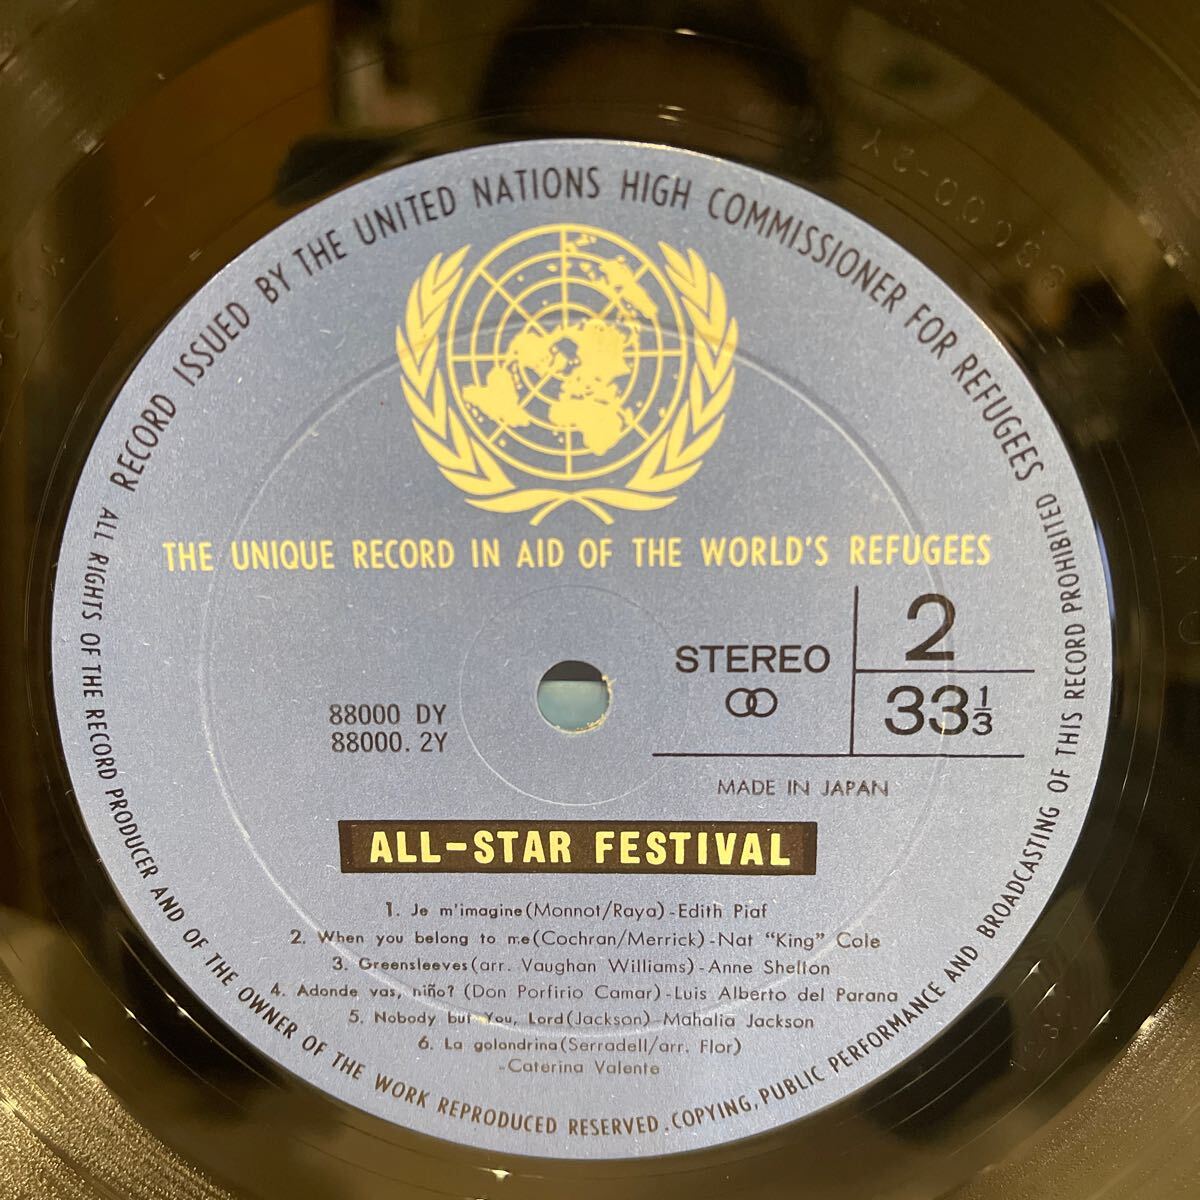 RECORD ISSUED BY THE UNITED NATIONS HIGH COMMISSIONER FOR REFUGEES
THE UNIQUE RECORD IN AID OF THE WORLD'S REFUGEES
STEREO
2
33 1/3
88000 DY
88000. 2Y
MADE IN JAPAN
ALL-STAR FESTIVAL
1. Je m'imagine (Monnot/Raya) - Edith Piaf
2. When you belong to me (Cochran/Merrick) - Nat "King" Cole
3. Greensleeves (arr. Vaughan Williams) - Anne Shelton
4. Adonde vas, niño? (Don Porfirio Camar) - Luis Alberto del Parana
5. Nobody but You, Lord (Jackson) - Mahalia Jackson
6. La golondrina (Serradell/arr. Flor)
- Caterina Valente
ALL RIGHTS OF THE RECORD PRODUCER AND OF THE OWNER OF THE WORK REPRODUCED RESERVED. COPYING, PUBLIC PERFORMANCE AND BROADCASTING OF THIS RECORD PROHIBITED